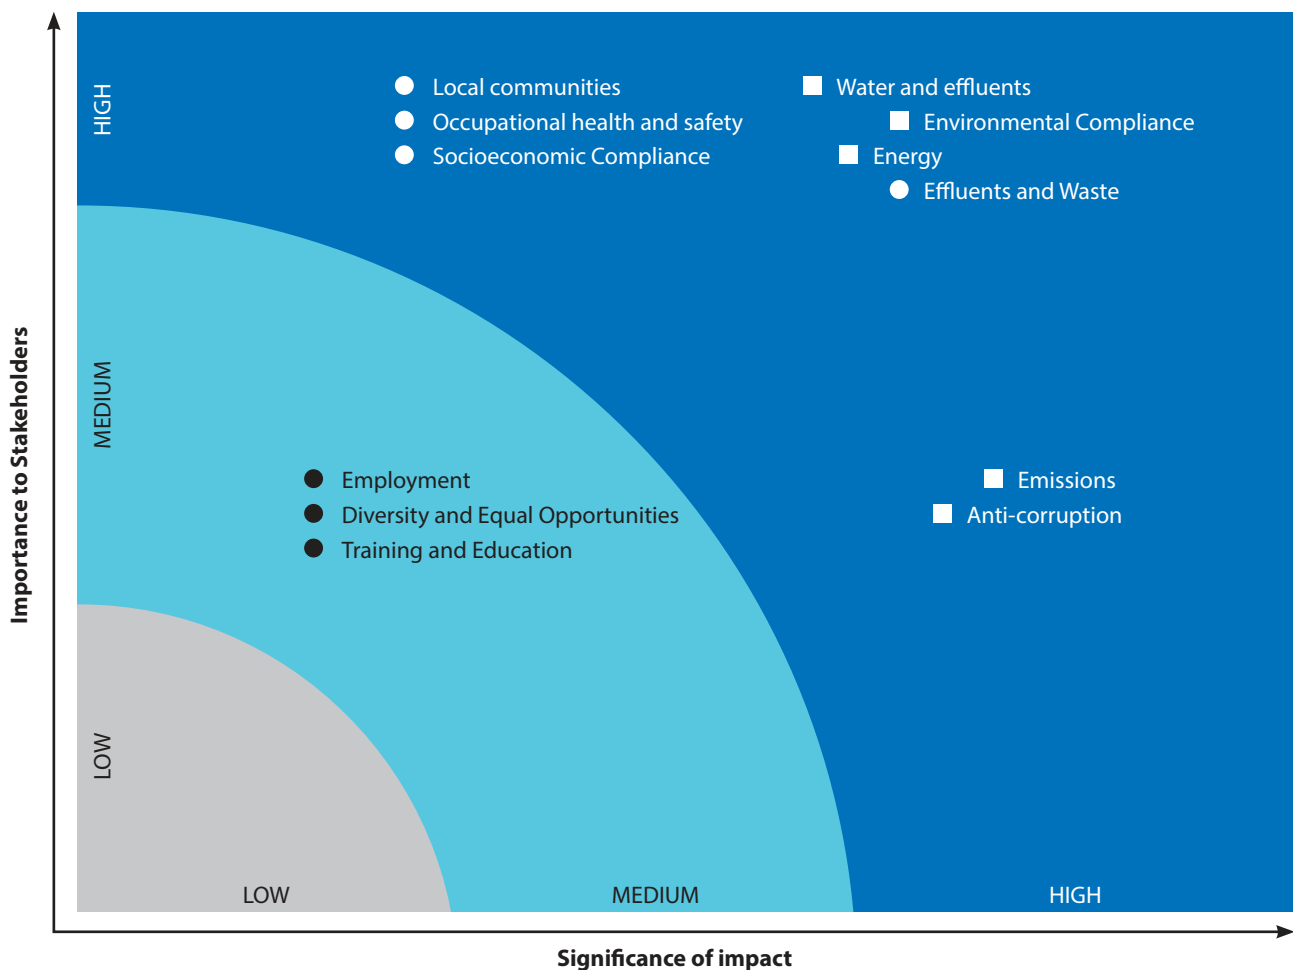 Importance to Stakeholders
HIGH
MEDIUM
LOW
Local communities
Occupational health and safety
Socioeconomic Compliance
Water and effluents
Environmental Compliance
Energy
Effluents and Waste
Employment
Diversity and Equal Opportunities
Training and Education
Emissions
Anti-corruption
LOW
MEDIUM
HIGH
Significance of impact